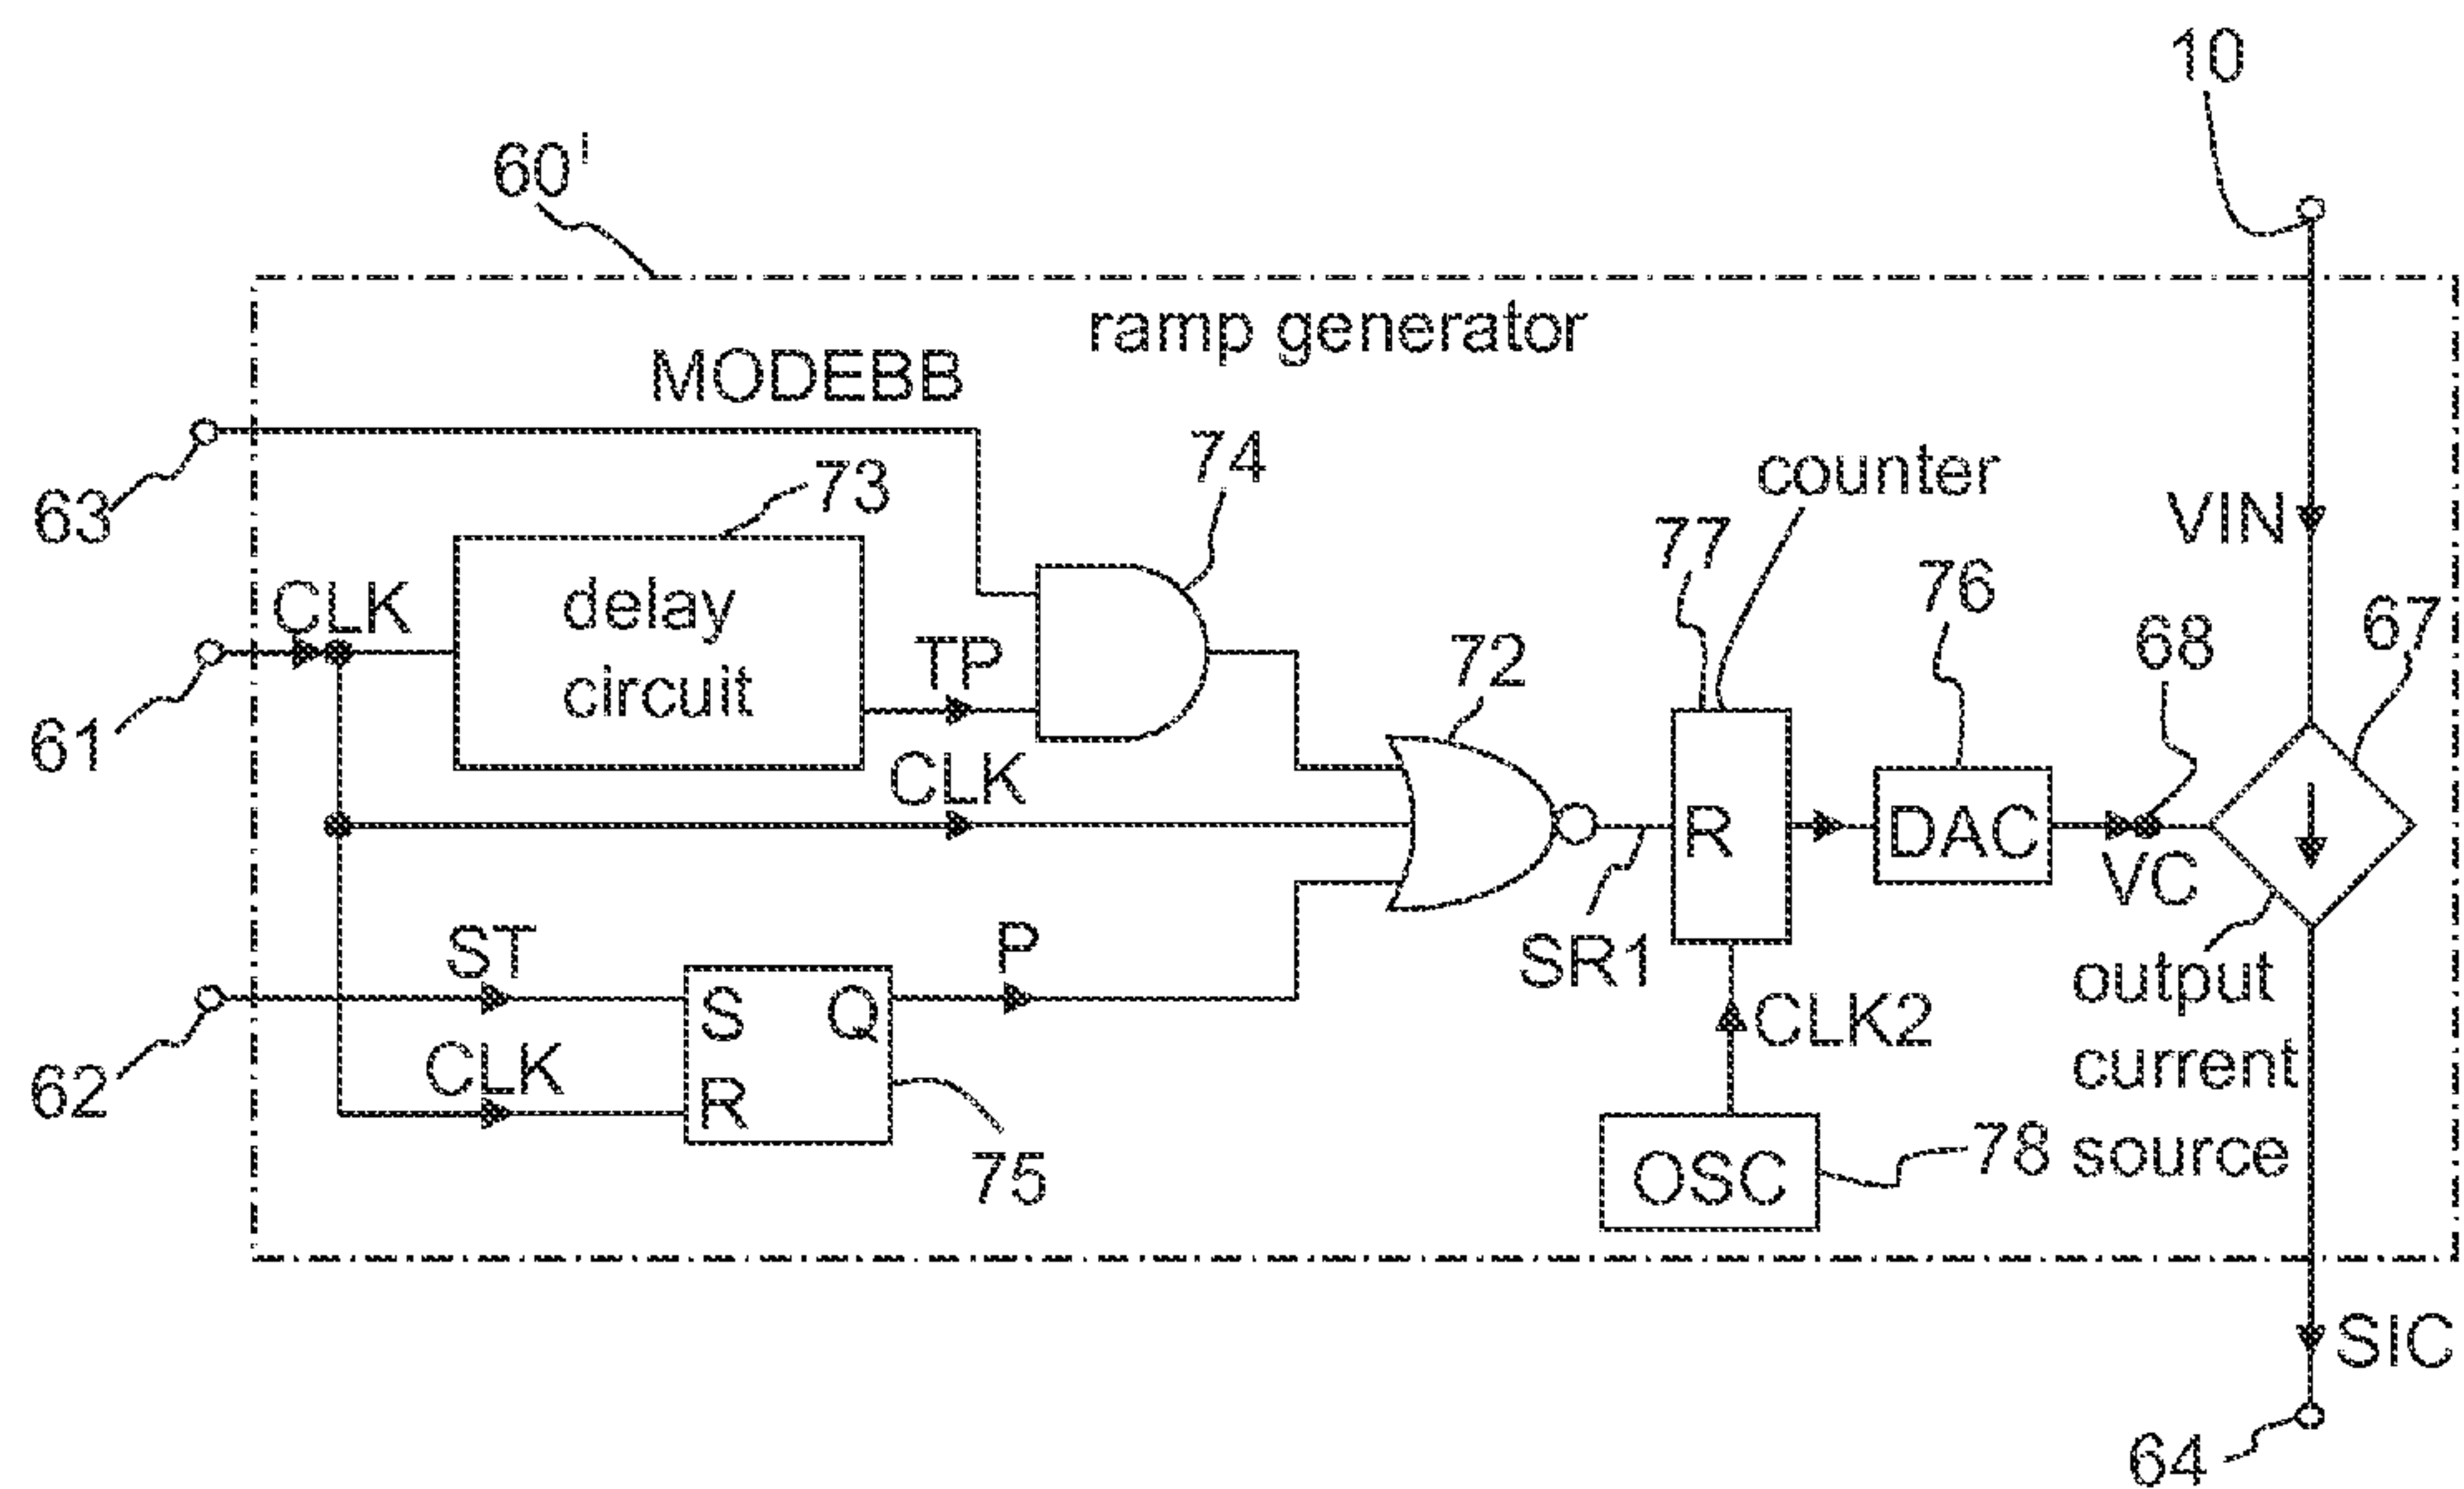 10
60'
ramp generator
MODEBB
74
counter
73
63
77
VIN
76
CLK
delay
circuit
TP
72
68
67
61
CLK
R
DAC
VC
ST
P
SR1
output
current
source
S
Q
R
CLK
CLK2
62
75
OSC
78
SIC
64